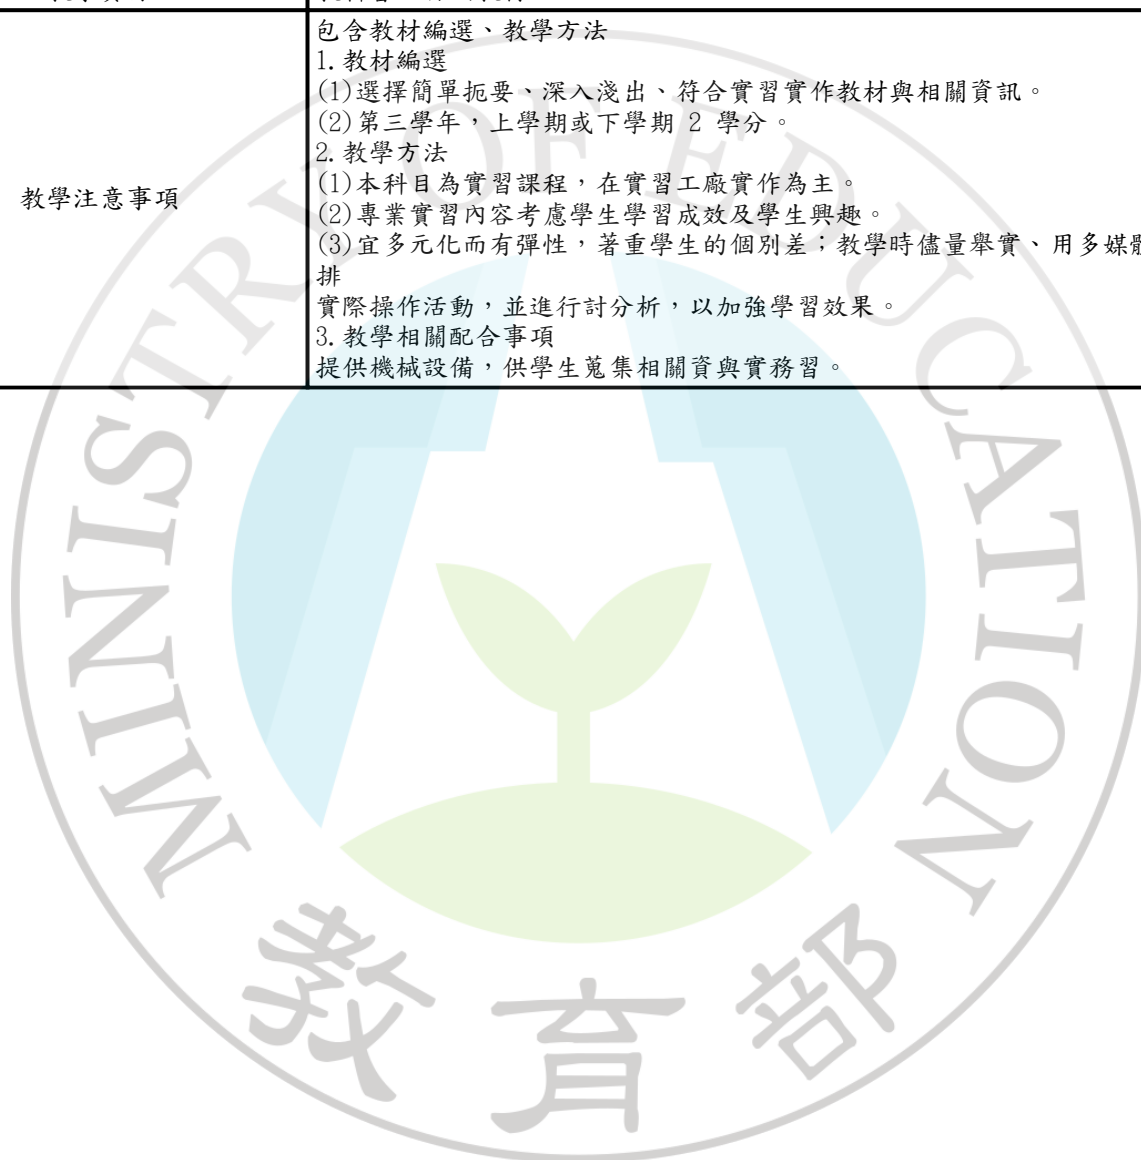 包含教材編選、教學方法
1.教材編選
(1)選擇簡單扼要、深入淺出、符合實習實作教材與相關資訊。
(2)第三學年，上學期或下學期 2 學分。
2.教學方法
教學注意事項
(1)本科目為實習課程，在實習工廠實作為主。
(2)專業實習內容考慮學生學習成效及學生興趣。
(3)宜多元化而有彈性，著重學生的個別差；教學時儘量舉實、用多媒體
排
實際操作活動，並進行討分析，以加強學習效果。
3.教學相關配合事項
提供機械設備，供學生蒐集相關資與實務習。
MINISTRY OF EDUCATION
教育部